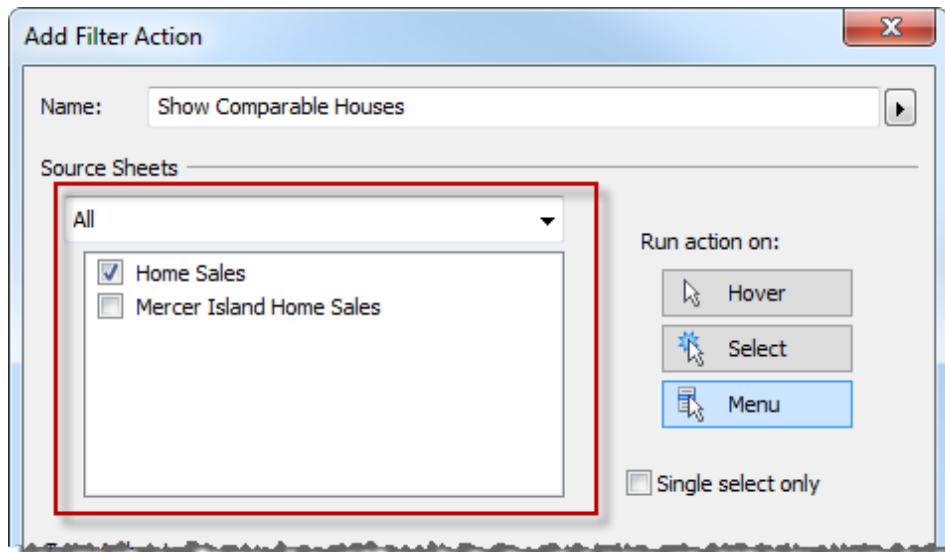 Add Filter Action
Name: Show Comparable Houses
Source Sheets
All
Home Sales
Mercer Island Home Sales
Run action on:
Hover
Select
Menu
Single select only